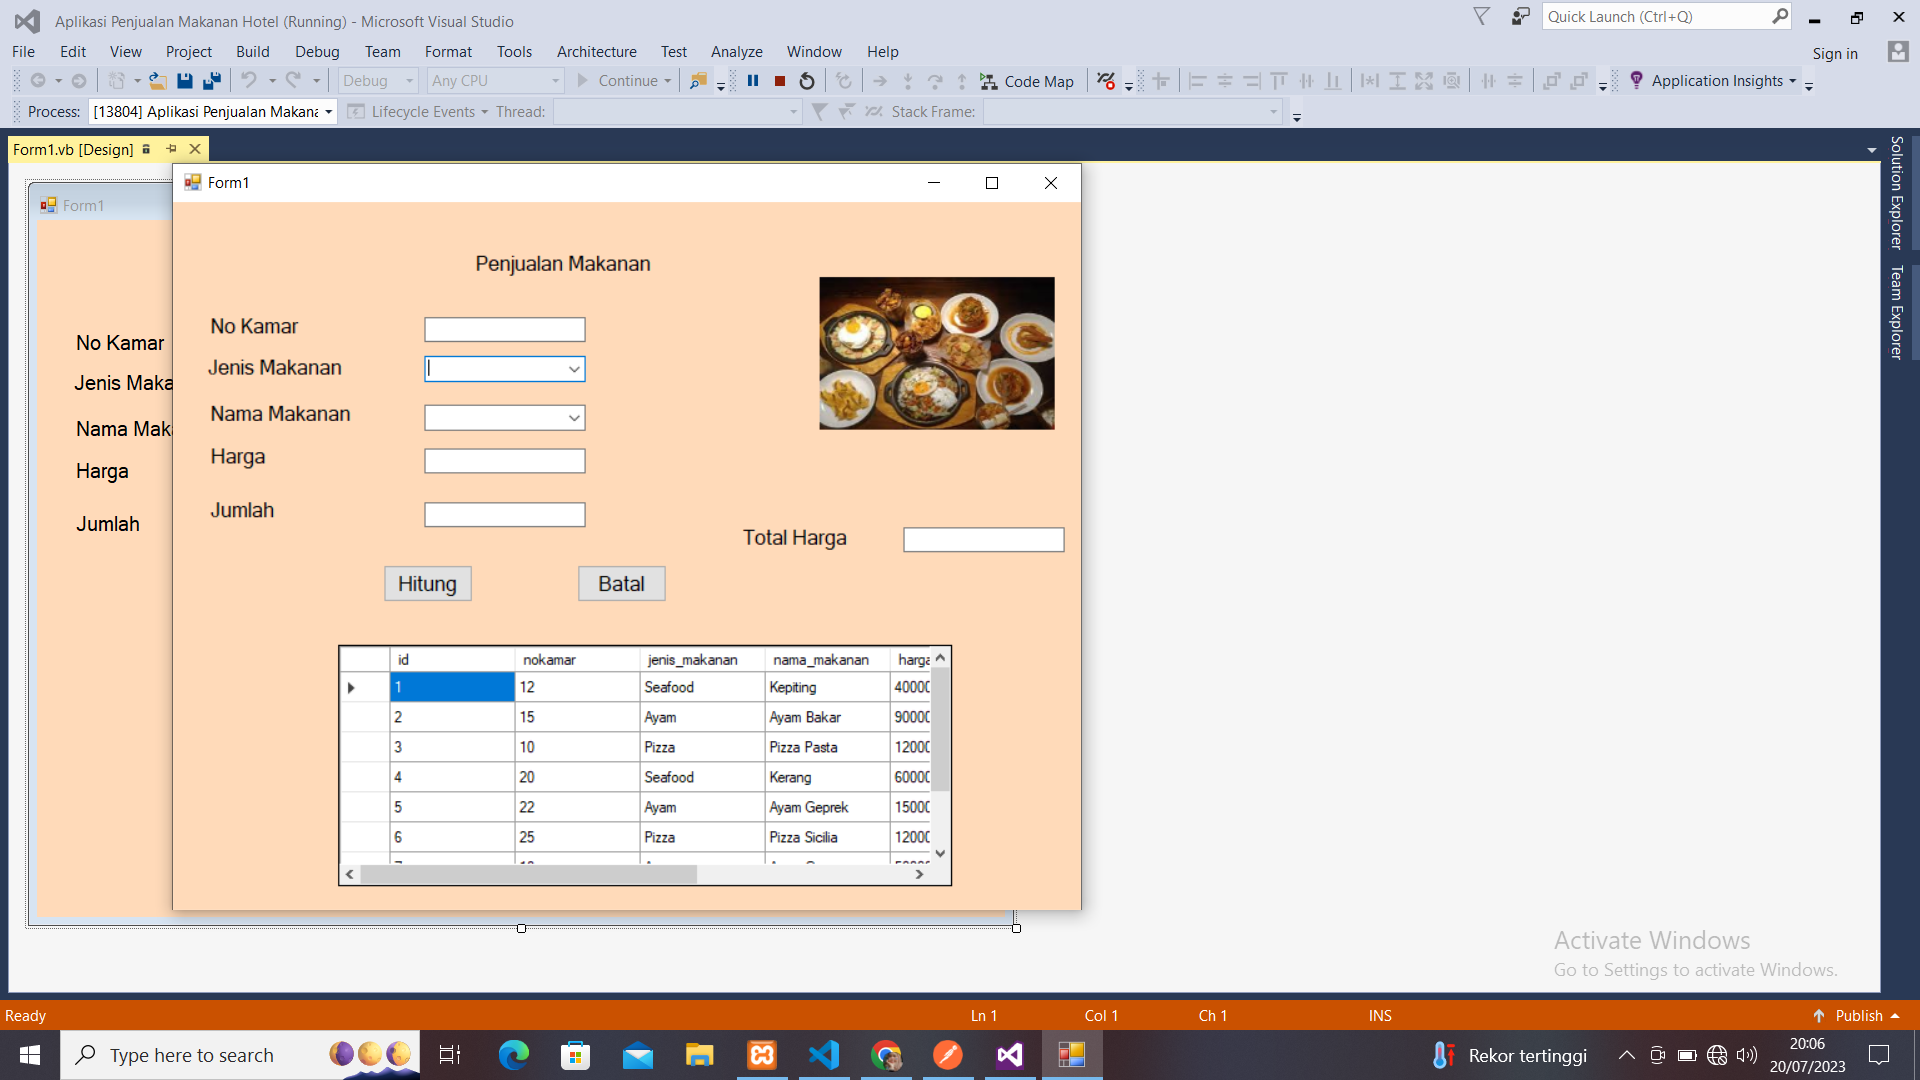 Aplikasi Penjualan Makanan Hotel (Running) - Microsoft Visual Studio
Quick Launch (Ctrl+Q)
File Edit View Project Build Debug Team Format Tools Architecture Test Analyze Window Help
Sign in
Debug Any CPU Continue Code Map Application Insights
Process: [13804] Aplikasi Penjualan Makana Lifecycle Events Thread: Stack Frame:
Form1.vb [Design]
Solution Explorer
Team Explorer
Form1
No Kamar
Jenis Maka
Nama Mak
Harga
Jumlah
Form1
Penjualan Makanan
No Kamar
Jenis Makanan
Nama Makanan
Harga
Jumlah
Total Harga
Hitung Batal
id nokamar jenis_makanan nama_makanan harga
1 12 Seafood Kepiting 40000
2 15 Ayam Ayam Bakar 90000
3 10 Pizza Pizza Pasta 12000
4 20 Seafood Kerang 60000
5 22 Ayam Ayam Geprek 15000
6 25 Pizza Pizza Sicilia 12000
Activate Windows
Go to Settings to activate Windows.
Ready Ln 1 Col 1 Ch 1 INS Publish
Type here to search
Rekor tertinggi
20:06
20/07/2023